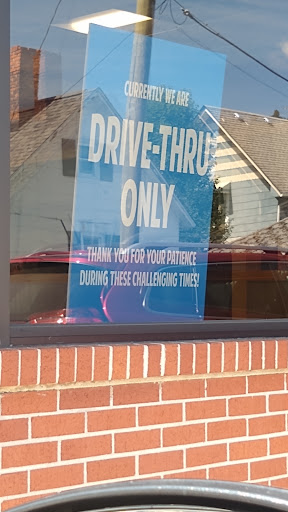 CURRENTLY WE ARE
DRIVE-THRU
ONLY
THANK YOU FOR YOUR PATIENCE
DURING THESE CHALLENGING TIMES!